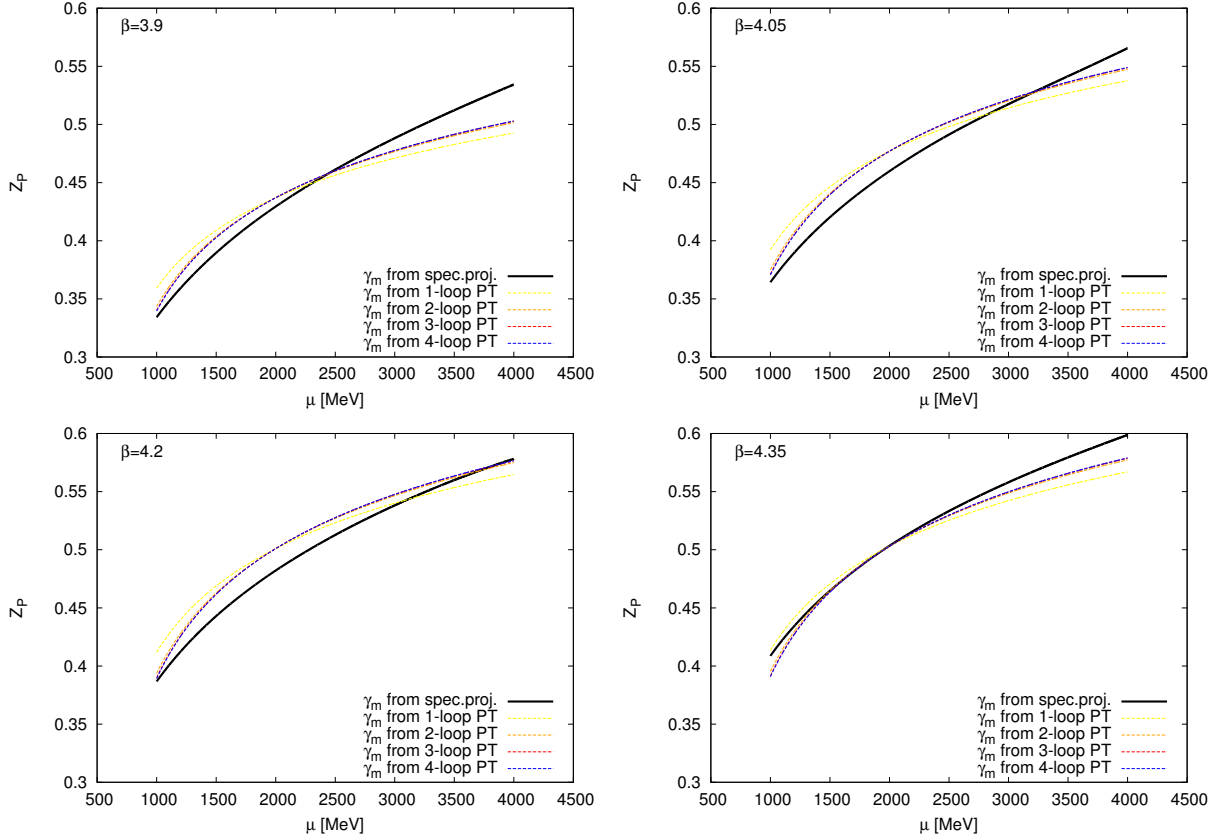 β=3.9
0.6
0.55
0.5
0.45
0.4
0.35
0.3
Z_P
γ_m from spec.proj.
γ_m from 1-loop PT
γ_m from 2-loop PT
γ_m from 3-loop PT
γ_m from 4-loop PT
500 1000 1500 2000 2500 3000 3500 4000 4500
μ [MeV]
β=4.05
0.6
0.55
0.5
0.45
0.4
0.35
0.3
Z_P
γ_m from spec.proj.
γ_m from 1-loop PT
γ_m from 2-loop PT
γ_m from 3-loop PT
γ_m from 4-loop PT
500 1000 1500 2000 2500 3000 3500 4000 4500
μ [MeV]
β=4.2
0.6
0.55
0.5
0.45
0.4
0.35
0.3
Z_P
γ_m from spec.proj.
γ_m from 1-loop PT
γ_m from 2-loop PT
γ_m from 3-loop PT
γ_m from 4-loop PT
500 1000 1500 2000 2500 3000 3500 4000 4500
μ [MeV]
β=4.35
0.6
0.55
0.5
0.45
0.4
0.35
0.3
Z_P
γ_m from spec.proj.
γ_m from 1-loop PT
γ_m from 2-loop PT
γ_m from 3-loop PT
γ_m from 4-loop PT
500 1000 1500 2000 2500 3000 3500 4000 4500
μ [MeV]